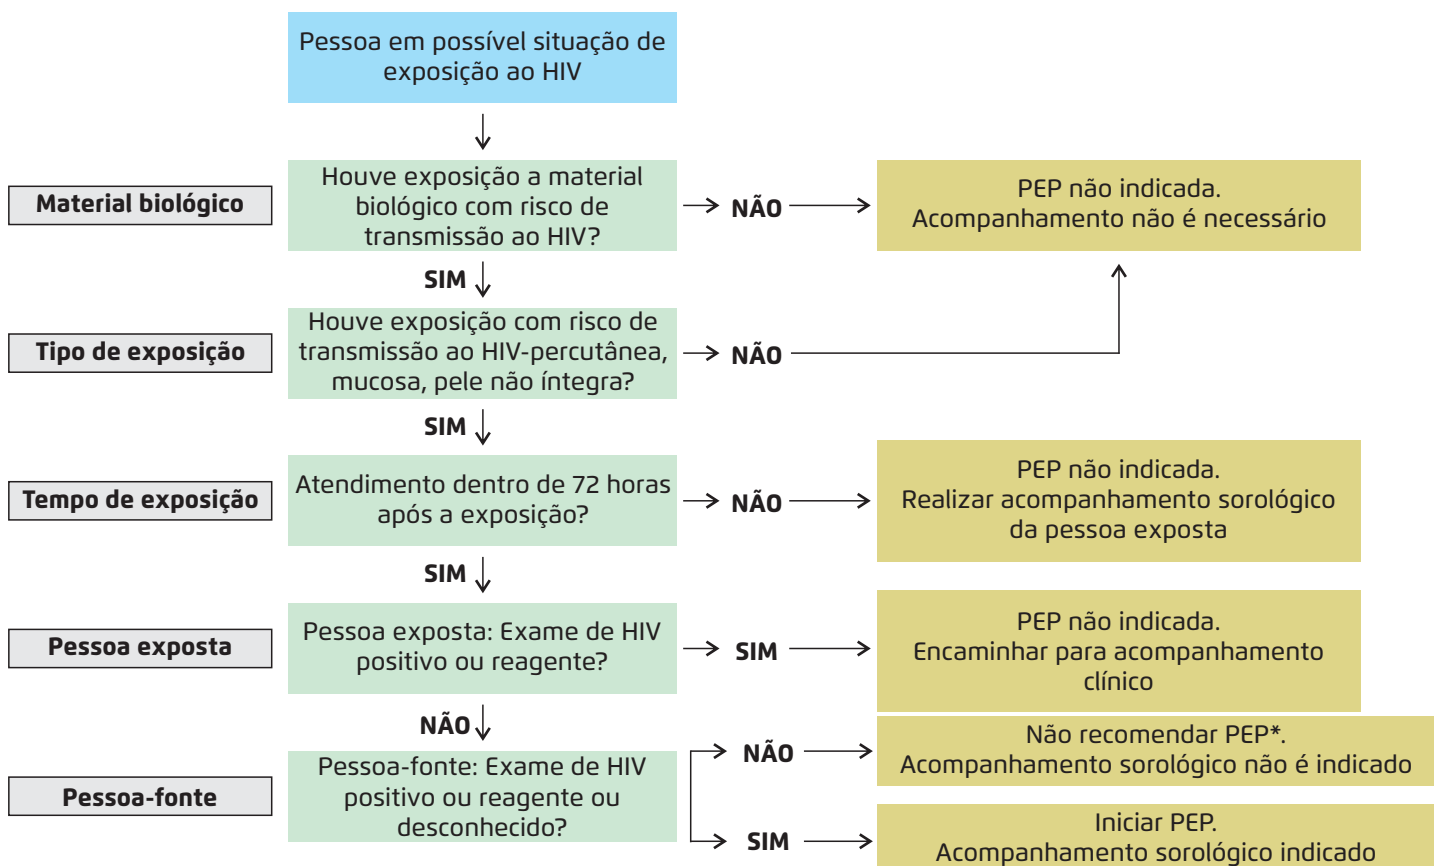 Pessoa em possível situação de
exposição ao HIV
Material biológico
Houve exposição a material
biológico com risco de
transmissão ao HIV?
NÃO
PEP não indicada.
Acompanhamento não é necessário
SIM
Tipo de exposição
Houve exposição com risco de
transmissão ao HIV-percutânea,
mucosa, pele não íntegra?
NÃO
SIM
Tempo de exposição
Atendimento dentro de 72 horas
após a exposição?
NÃO
PEP não indicada.
Realizar acompanhamento sorológico
da pessoa exposta
SIM
Pessoa exposta
Pessoa exposta: Exame de HIV
positivo ou reagente?
SIM
PEP não indicada.
Encaminhar para acompanhamento
clínico
NÃO
Pessoa-fonte
Pessoa-fonte: Exame de HIV
positivo ou reagente ou
desconhecido?
NÃO
Não recomendar PEP*.
Acompanhamento sorológico não é indicado
SIM
Iniciar PEP.
Acompanhamento sorológico indicado